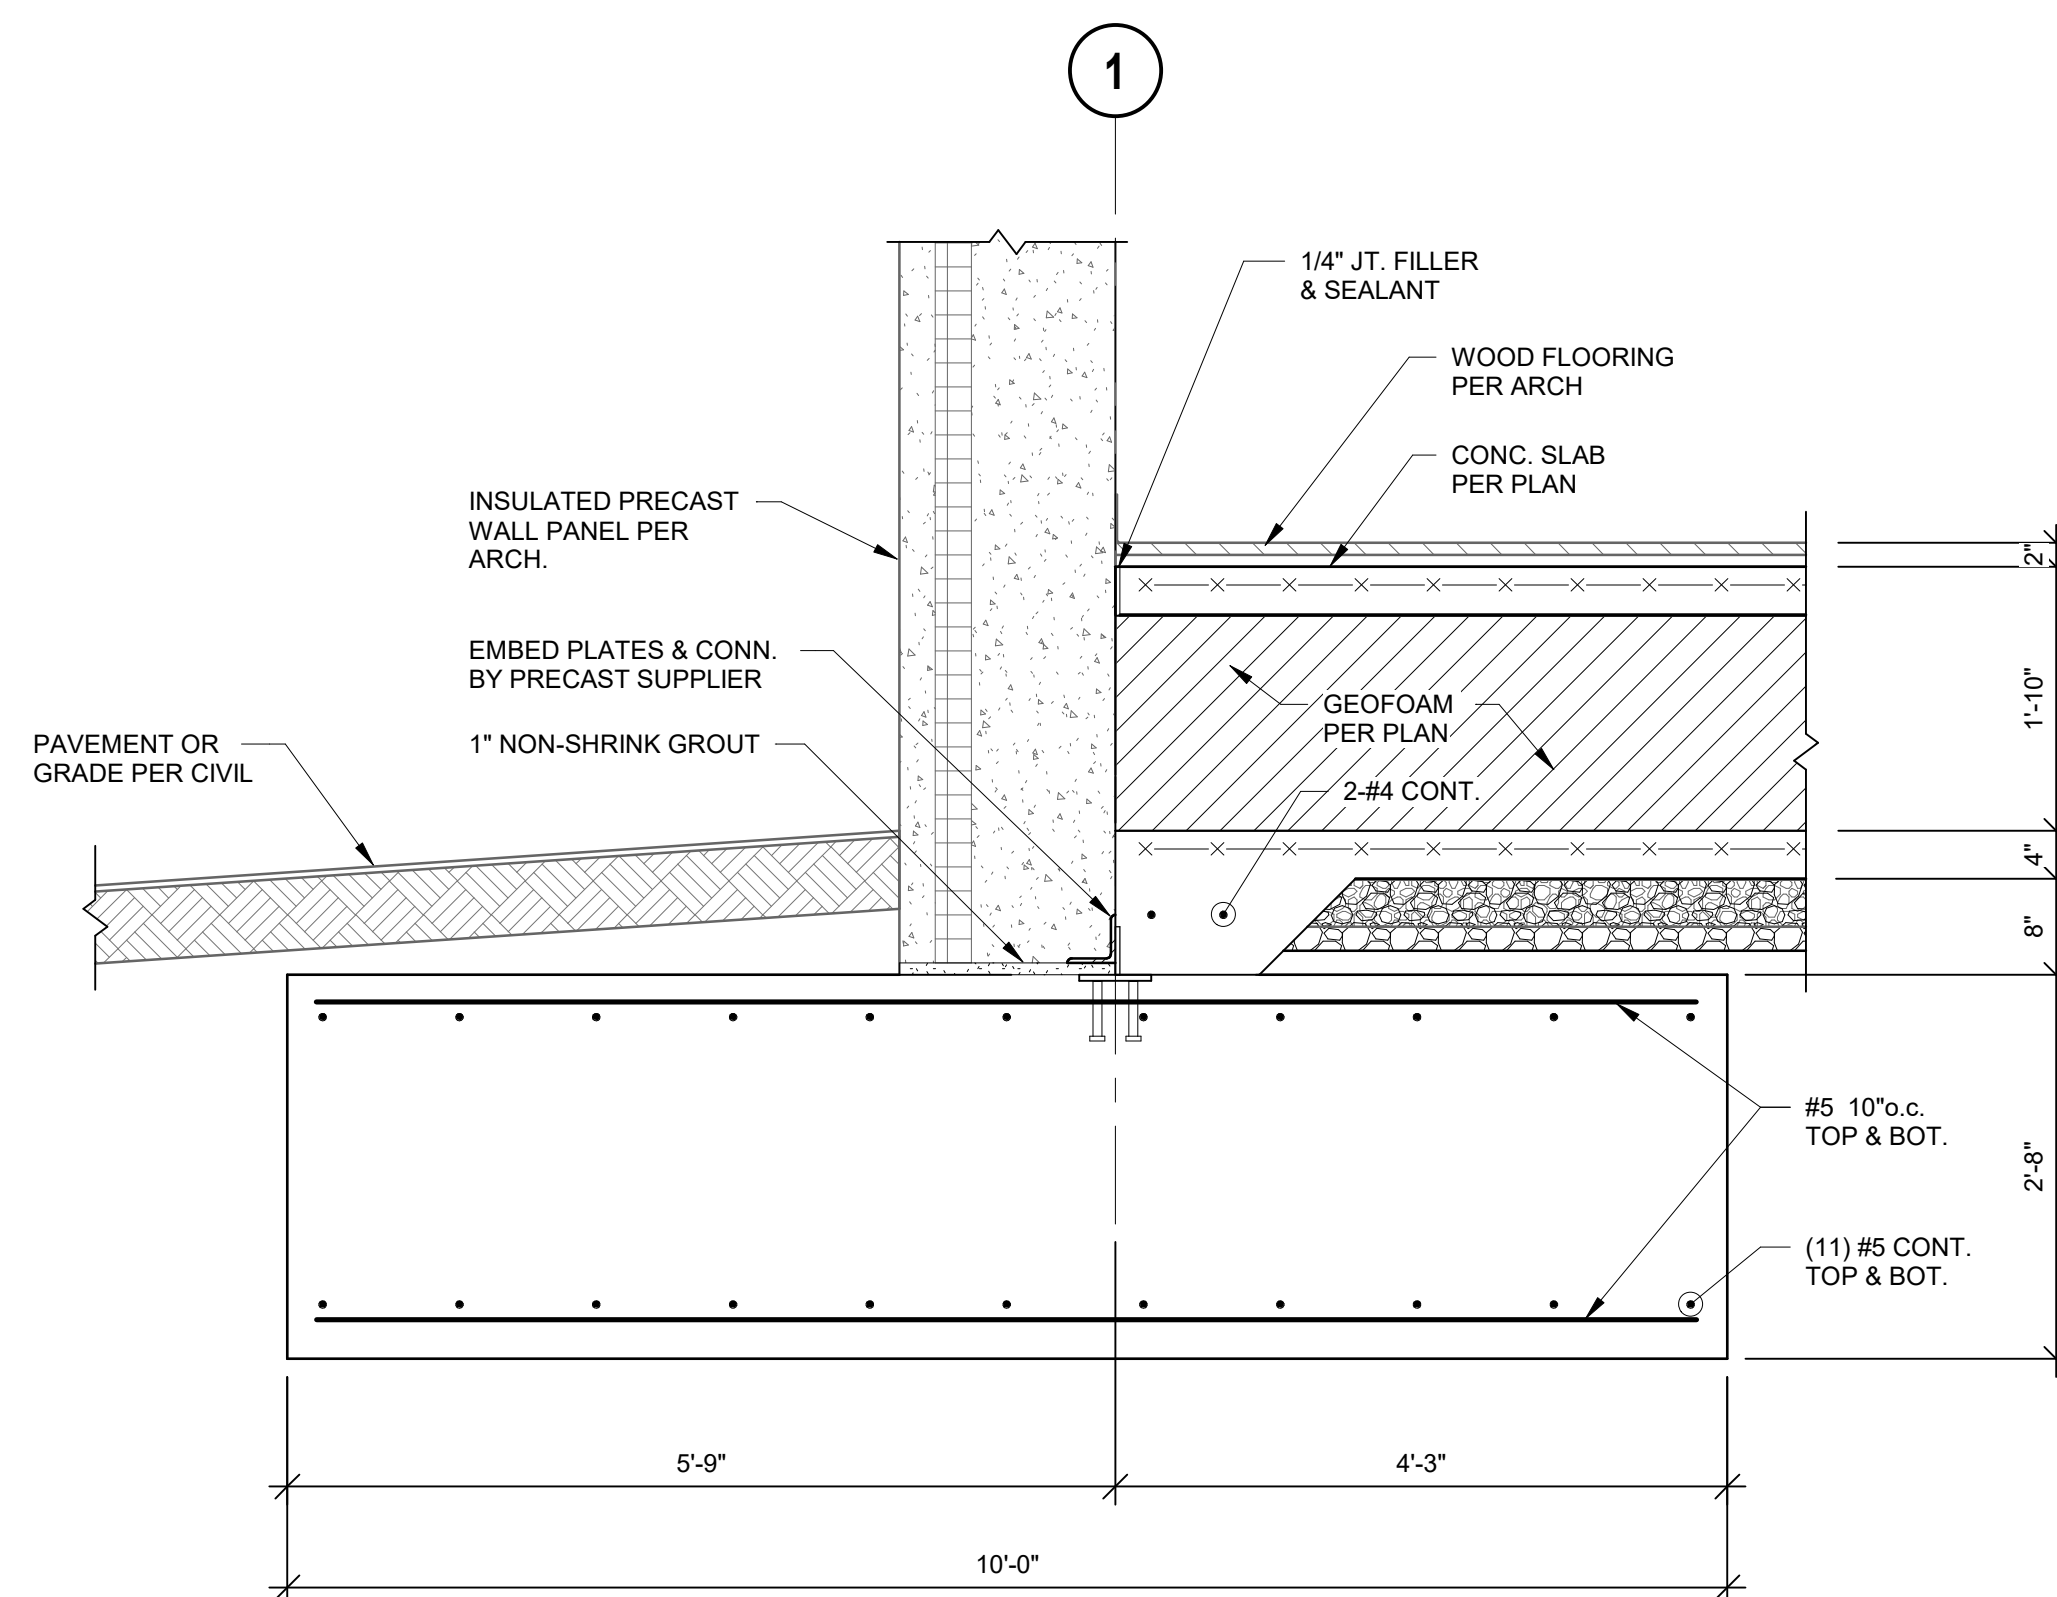 1
1/4" JT. FILLER
& SEALANT
WOOD FLOORING
PER ARCH
CONC. SLAB
PER PLAN
INSULATED PRECAST
WALL PANEL PER
ARCH.
2"
EMBED PLATES & CONN.
BY PRECAST SUPPLIER
GEOFOAM
PER PLAN
1'-10"
PAVEMENT OR
GRADE PER CIVIL
1" NON-SHRINK GROUT
2-#4 CONT.
4"
8"
#5 10"o.c.
TOP & BOT.
2'-8"
(11) #5 CONT.
TOP & BOT.
5'-9"
4'-3"
10'-0"